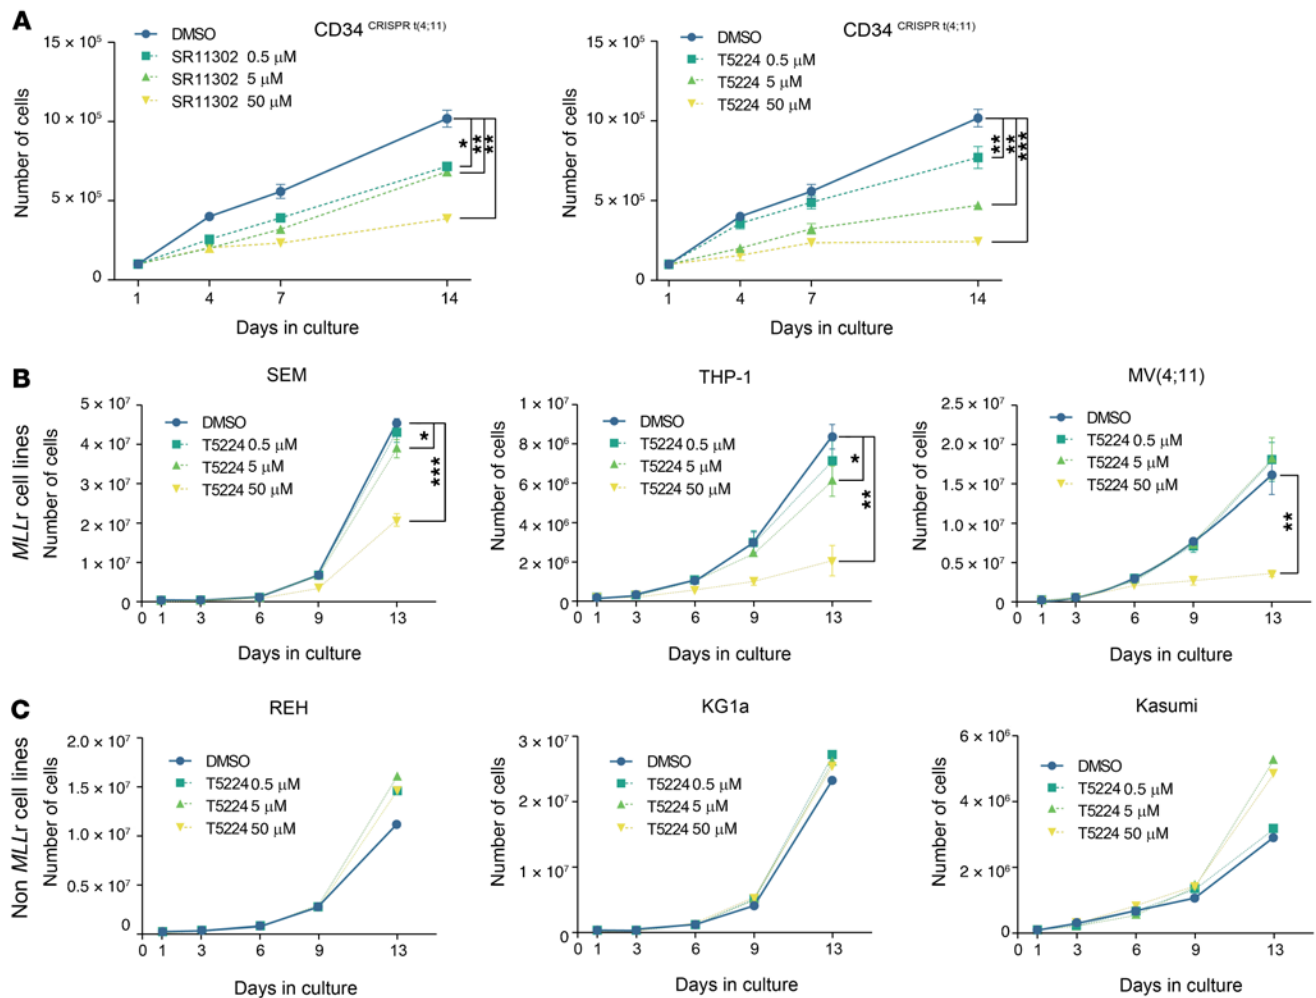 A
CD34 CRISPR t(4;11)
DMSO
SR11302 0.5 μM
SR11302 5 μM
SR11302 50 μM
Number of cells
15 × 10⁵
10 × 10⁵
5 × 10⁵
0
* ** **
1 4 7 14
Days in culture
CD34 CRISPR t(4;11)
DMSO
T5224 0.5 μM
T5224 5 μM
T5224 50 μM
Number of cells
15 × 10⁵
10 × 10⁵
5 × 10⁵
0
** ** ***
1 4 7 14
Days in culture
B
MLLr cell lines
SEM
DMSO
T5224 0.5 μM
T5224 5 μM
T5224 50 μM
Number of cells
5 × 10⁷
4 × 10⁷
3 × 10⁷
2 × 10⁷
1 × 10⁷
0
* ***
0 1 3 6 9 13
Days in culture
THP-1
DMSO
T5224 0.5 μM
T5224 5 μM
T5224 50 μM
Number of cells
1 × 10⁷
8 × 10⁶
6 × 10⁶
4 × 10⁶
2 × 10⁶
0
* **
0 1 3 6 9 13
Days in culture
MV(4;11)
DMSO
T5224 0.5 μM
T5224 5 μM
T5224 50 μM
Number of cells
2.5 × 10⁷
2.0 × 10⁷
1.5 × 10⁷
1.0 × 10⁷
0.5 × 10⁷
0
**
0 1 3 6 9 13
Days in culture
C
Non MLLr cell lines
REH
DMSO
T5224 0.5 μM
T5224 5 μM
T5224 50 μM
Number of cells
2.0 × 10⁷
1.5 × 10⁷
1.0 × 10⁷
0.5 × 10⁷
0
0 1 3 6 9 13
Days in culture
KG1a
DMSO
T5224 0.5 μM
T5224 5 μM
T5224 50 μM
Number of cells
3 × 10⁷
2 × 10⁷
1 × 10⁷
0
0 1 3 6 9 13
Days in culture
Kasumi
DMSO
T5224 0.5 μM
T5224 5 μM
T5224 50 μM
Number of cells
6 × 10⁶
4 × 10⁶
2 × 10⁶
0
0 1 3 6 9 13
Days in culture